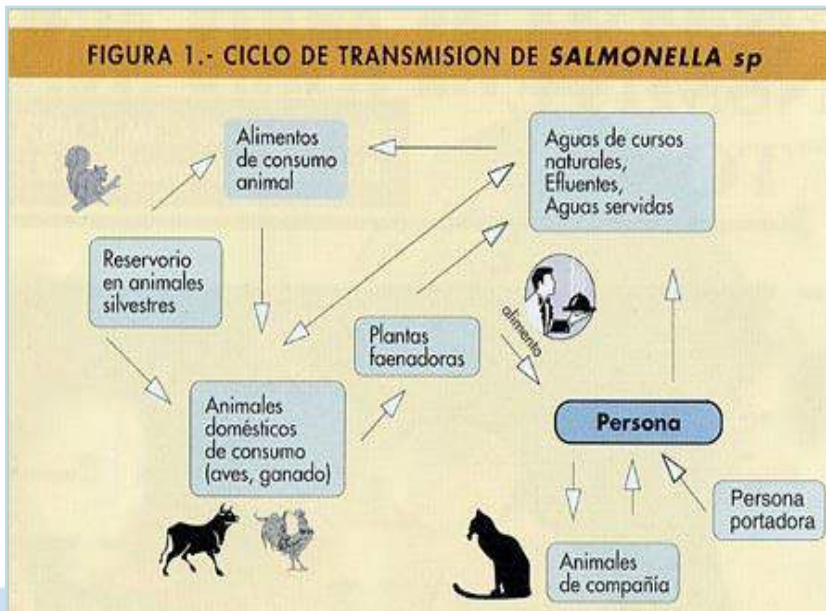 FIGURA 1.- CICLO DE TRANSMISION DE SALMONELLA sp
Alimentos
de consumo
animal
Aguas de cursos
naturales,
Efluentes,
Aguas servidas
Reservorio
en animales
silvestres
Plantas
faenadoras
alimento
Animales
domésticos
de consumo
(aves, ganado)
Persona
Persona
portadora
Animales
de compañía